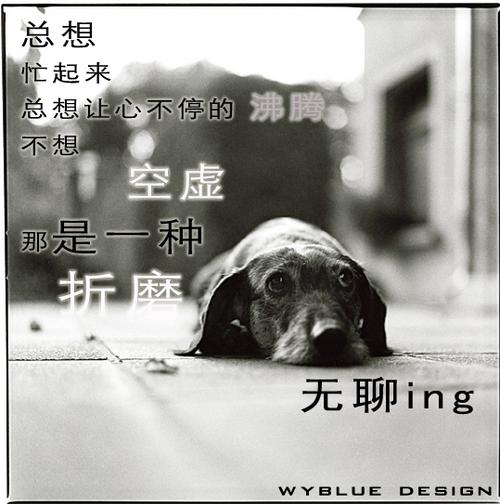 总想
忙起来
总想让心不停的 沸腾
不想
空虚
那是一种
折磨
无聊ing
WYBLUE DESIGN